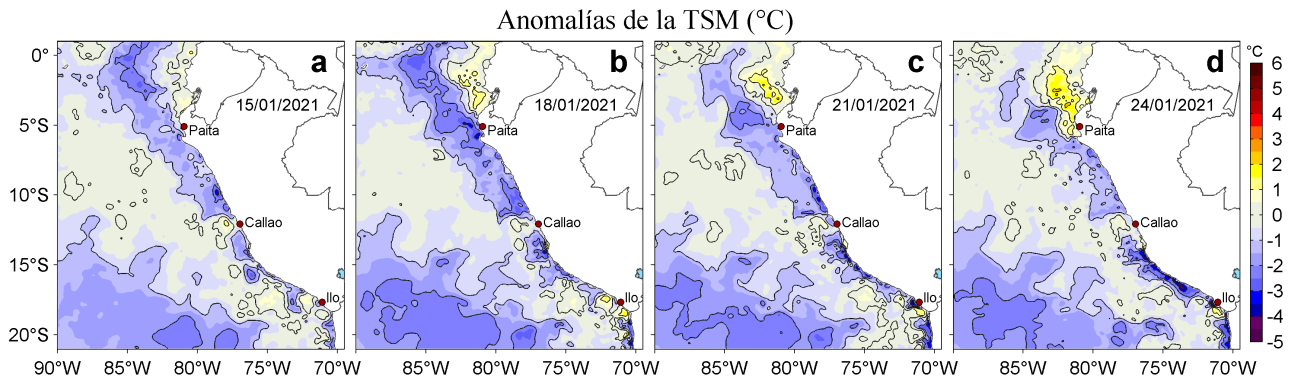 Anomalías de la TSM (°C)
a
15/01/2021
Paita
Callao
Ilo
b
18/01/2021
Paita
Callao
Ilo
c
21/01/2021
Paita
Callao
Ilo
d
24/01/2021
Paita
Callao
Ilo
0°
5°S
10°S
15°S
20°S
90°W 85°W 80°W 75°W 70°W
85°W 80°W 75°W 70°W
85°W 80°W 75°W 70°W
85°W 80°W 75°W 70°W
°C
6
5
4
3
2
1
0
-1
-2
-3
-4
-5